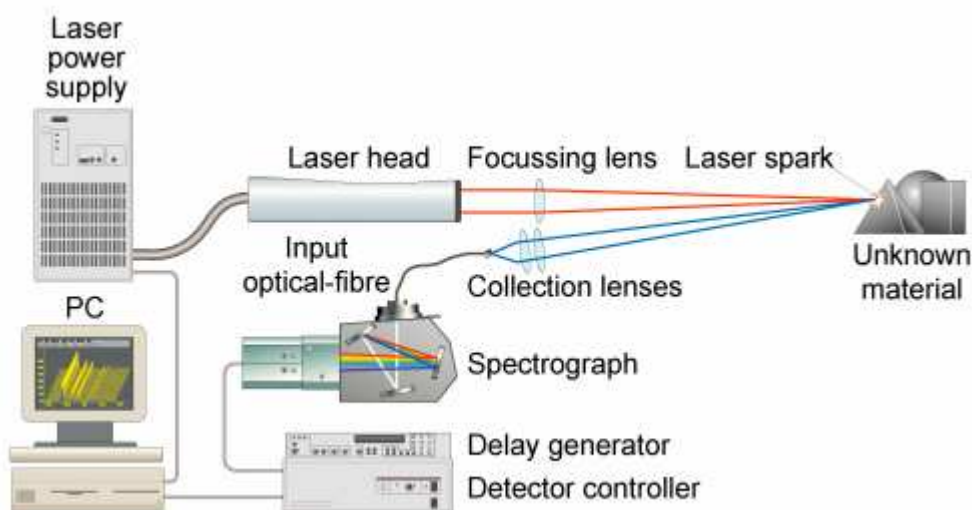 Laser
power
supply
Laser head
Focussing lens
Laser spark
Input
optical-fibre
Collection lenses
Unknown
material
PC
Spectrograph
Delay generator
Detector controller